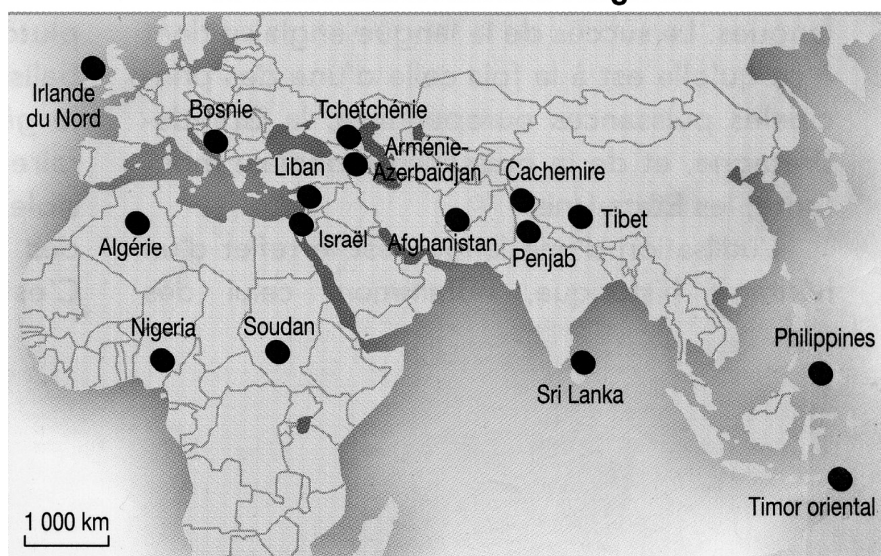 Irlande
du Nord
Bosnie
Tchetchénie
Arménie-
Azerbaïdjan
Liban
Cachemire
Algérie
Israël
Afghanistan
Tibet
Penjab
Nigeria
Soudan
Philippines
Sri Lanka
Timor oriental
1 000 km